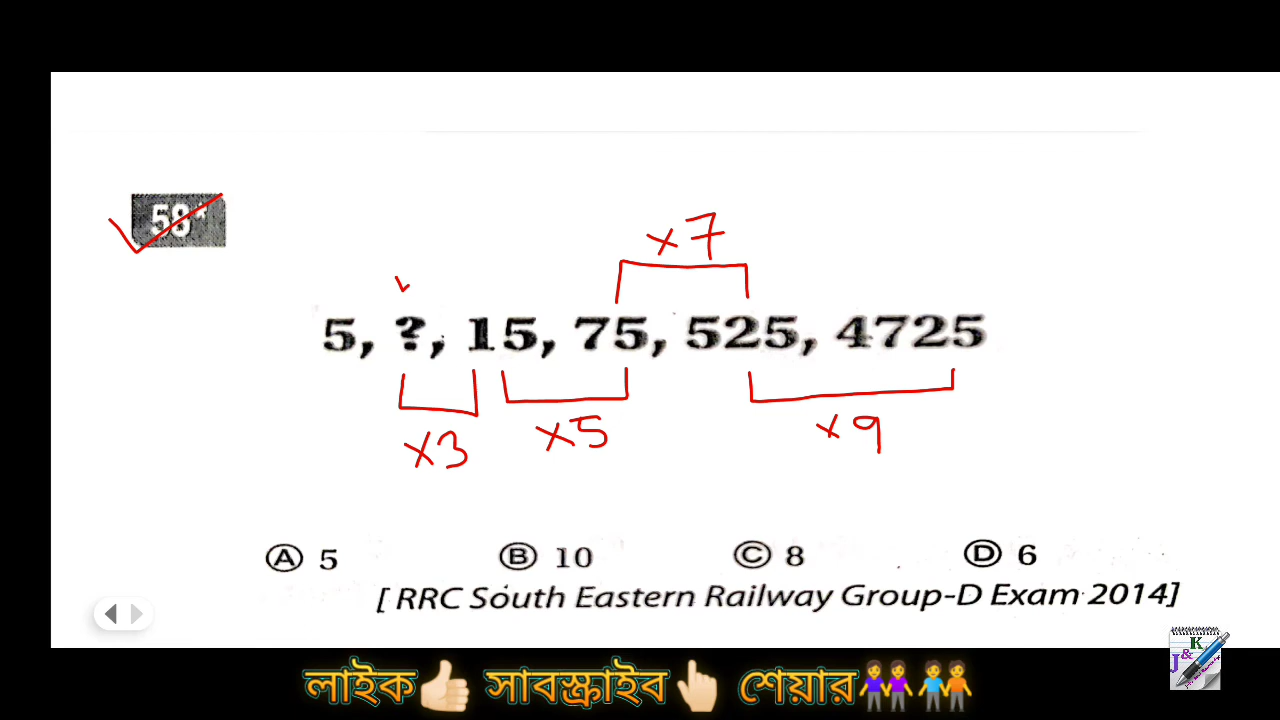 58*
×7
5, ?, 15, 75, 525, 4725
×3 ×5 ×9
Ⓐ 5 Ⓑ 10 Ⓒ 8 Ⓓ 6
[ RRC South Eastern Railway Group-D Exam 2014]
লাইক👍🏻 সাবস্ক্রাইব👆🏻 শেয়ার👭👫
J&K